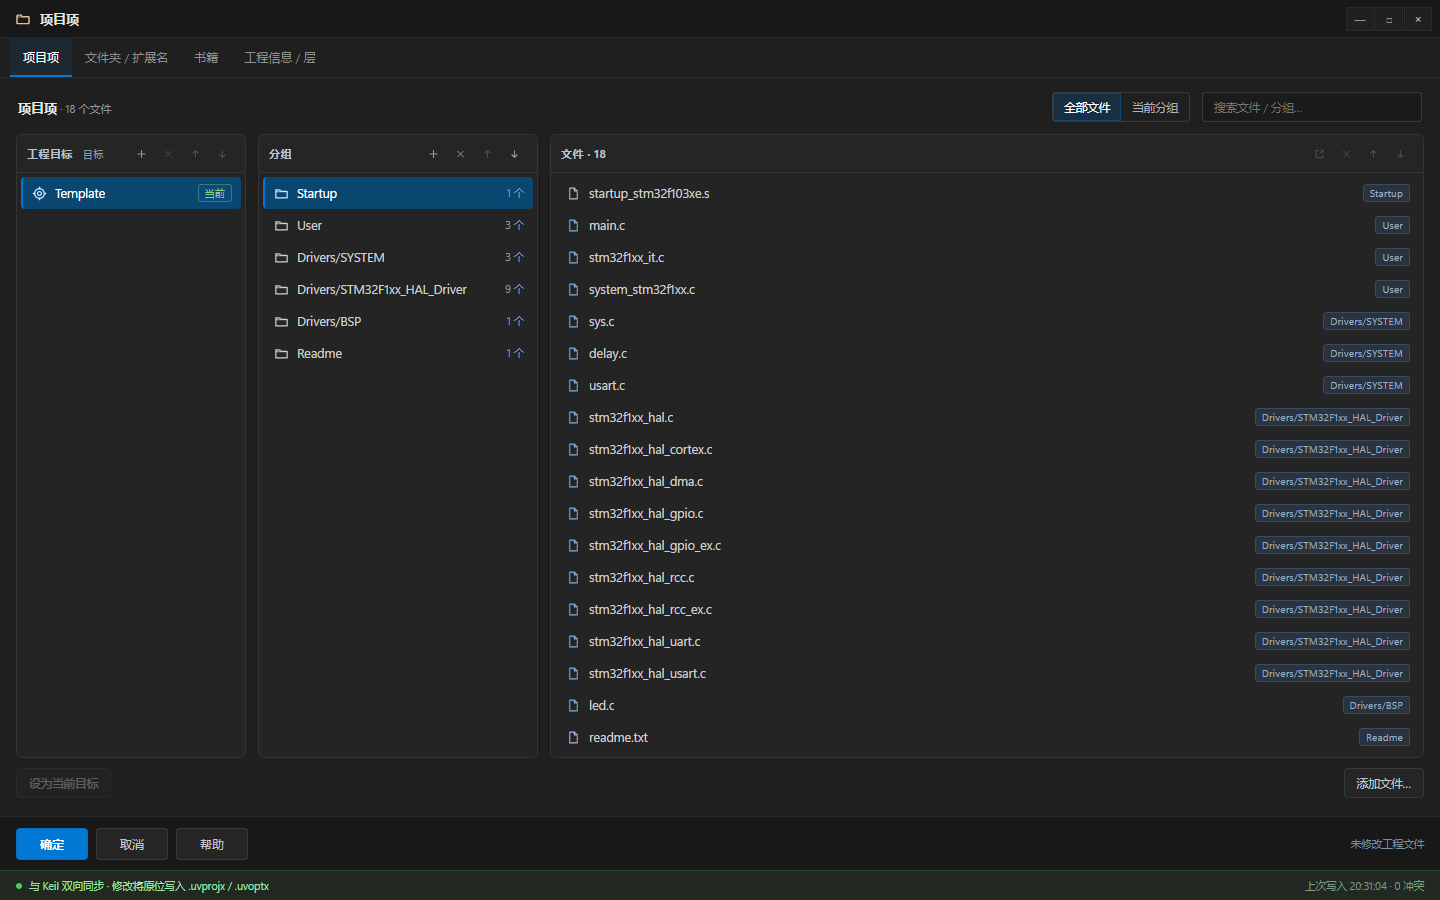 项目项
项目项 文件夹 / 扩展名 书籍 工程信息 / 层
项目项 · 18 个文件 全部文件 当前分组 搜索文件 / 分组...
工程目标 目标
Template 当前
分组
Startup 1 个
User 3 个
Drivers/SYSTEM 3 个
Drivers/STM32F1xx_HAL_Driver 9 个
Drivers/BSP 1 个
Readme 1 个
文件 · 18
startup_stm32f103xe.s Startup
main.c User
stm32f1xx_it.c User
system_stm32f1xx.c User
sys.c Drivers/SYSTEM
delay.c Drivers/SYSTEM
usart.c Drivers/SYSTEM
stm32f1xx_hal.c Drivers/STM32F1xx_HAL_Driver
stm32f1xx_hal_cortex.c Drivers/STM32F1xx_HAL_Driver
stm32f1xx_hal_dma.c Drivers/STM32F1xx_HAL_Driver
stm32f1xx_hal_gpio.c Drivers/STM32F1xx_HAL_Driver
stm32f1xx_hal_gpio_ex.c Drivers/STM32F1xx_HAL_Driver
stm32f1xx_hal_rcc.c Drivers/STM32F1xx_HAL_Driver
stm32f1xx_hal_rcc_ex.c Drivers/STM32F1xx_HAL_Driver
stm32f1xx_hal_uart.c Drivers/STM32F1xx_HAL_Driver
stm32f1xx_hal_usart.c Drivers/STM32F1xx_HAL_Driver
led.c Drivers/BSP
readme.txt Readme
设为当前目标 添加文件...
确定 取消 帮助 未修改工程文件
与 Keil 双向同步 · 修改将原位写入 .uvprojx / .uvoptx 上次写入 20:31:04 · 0 冲突